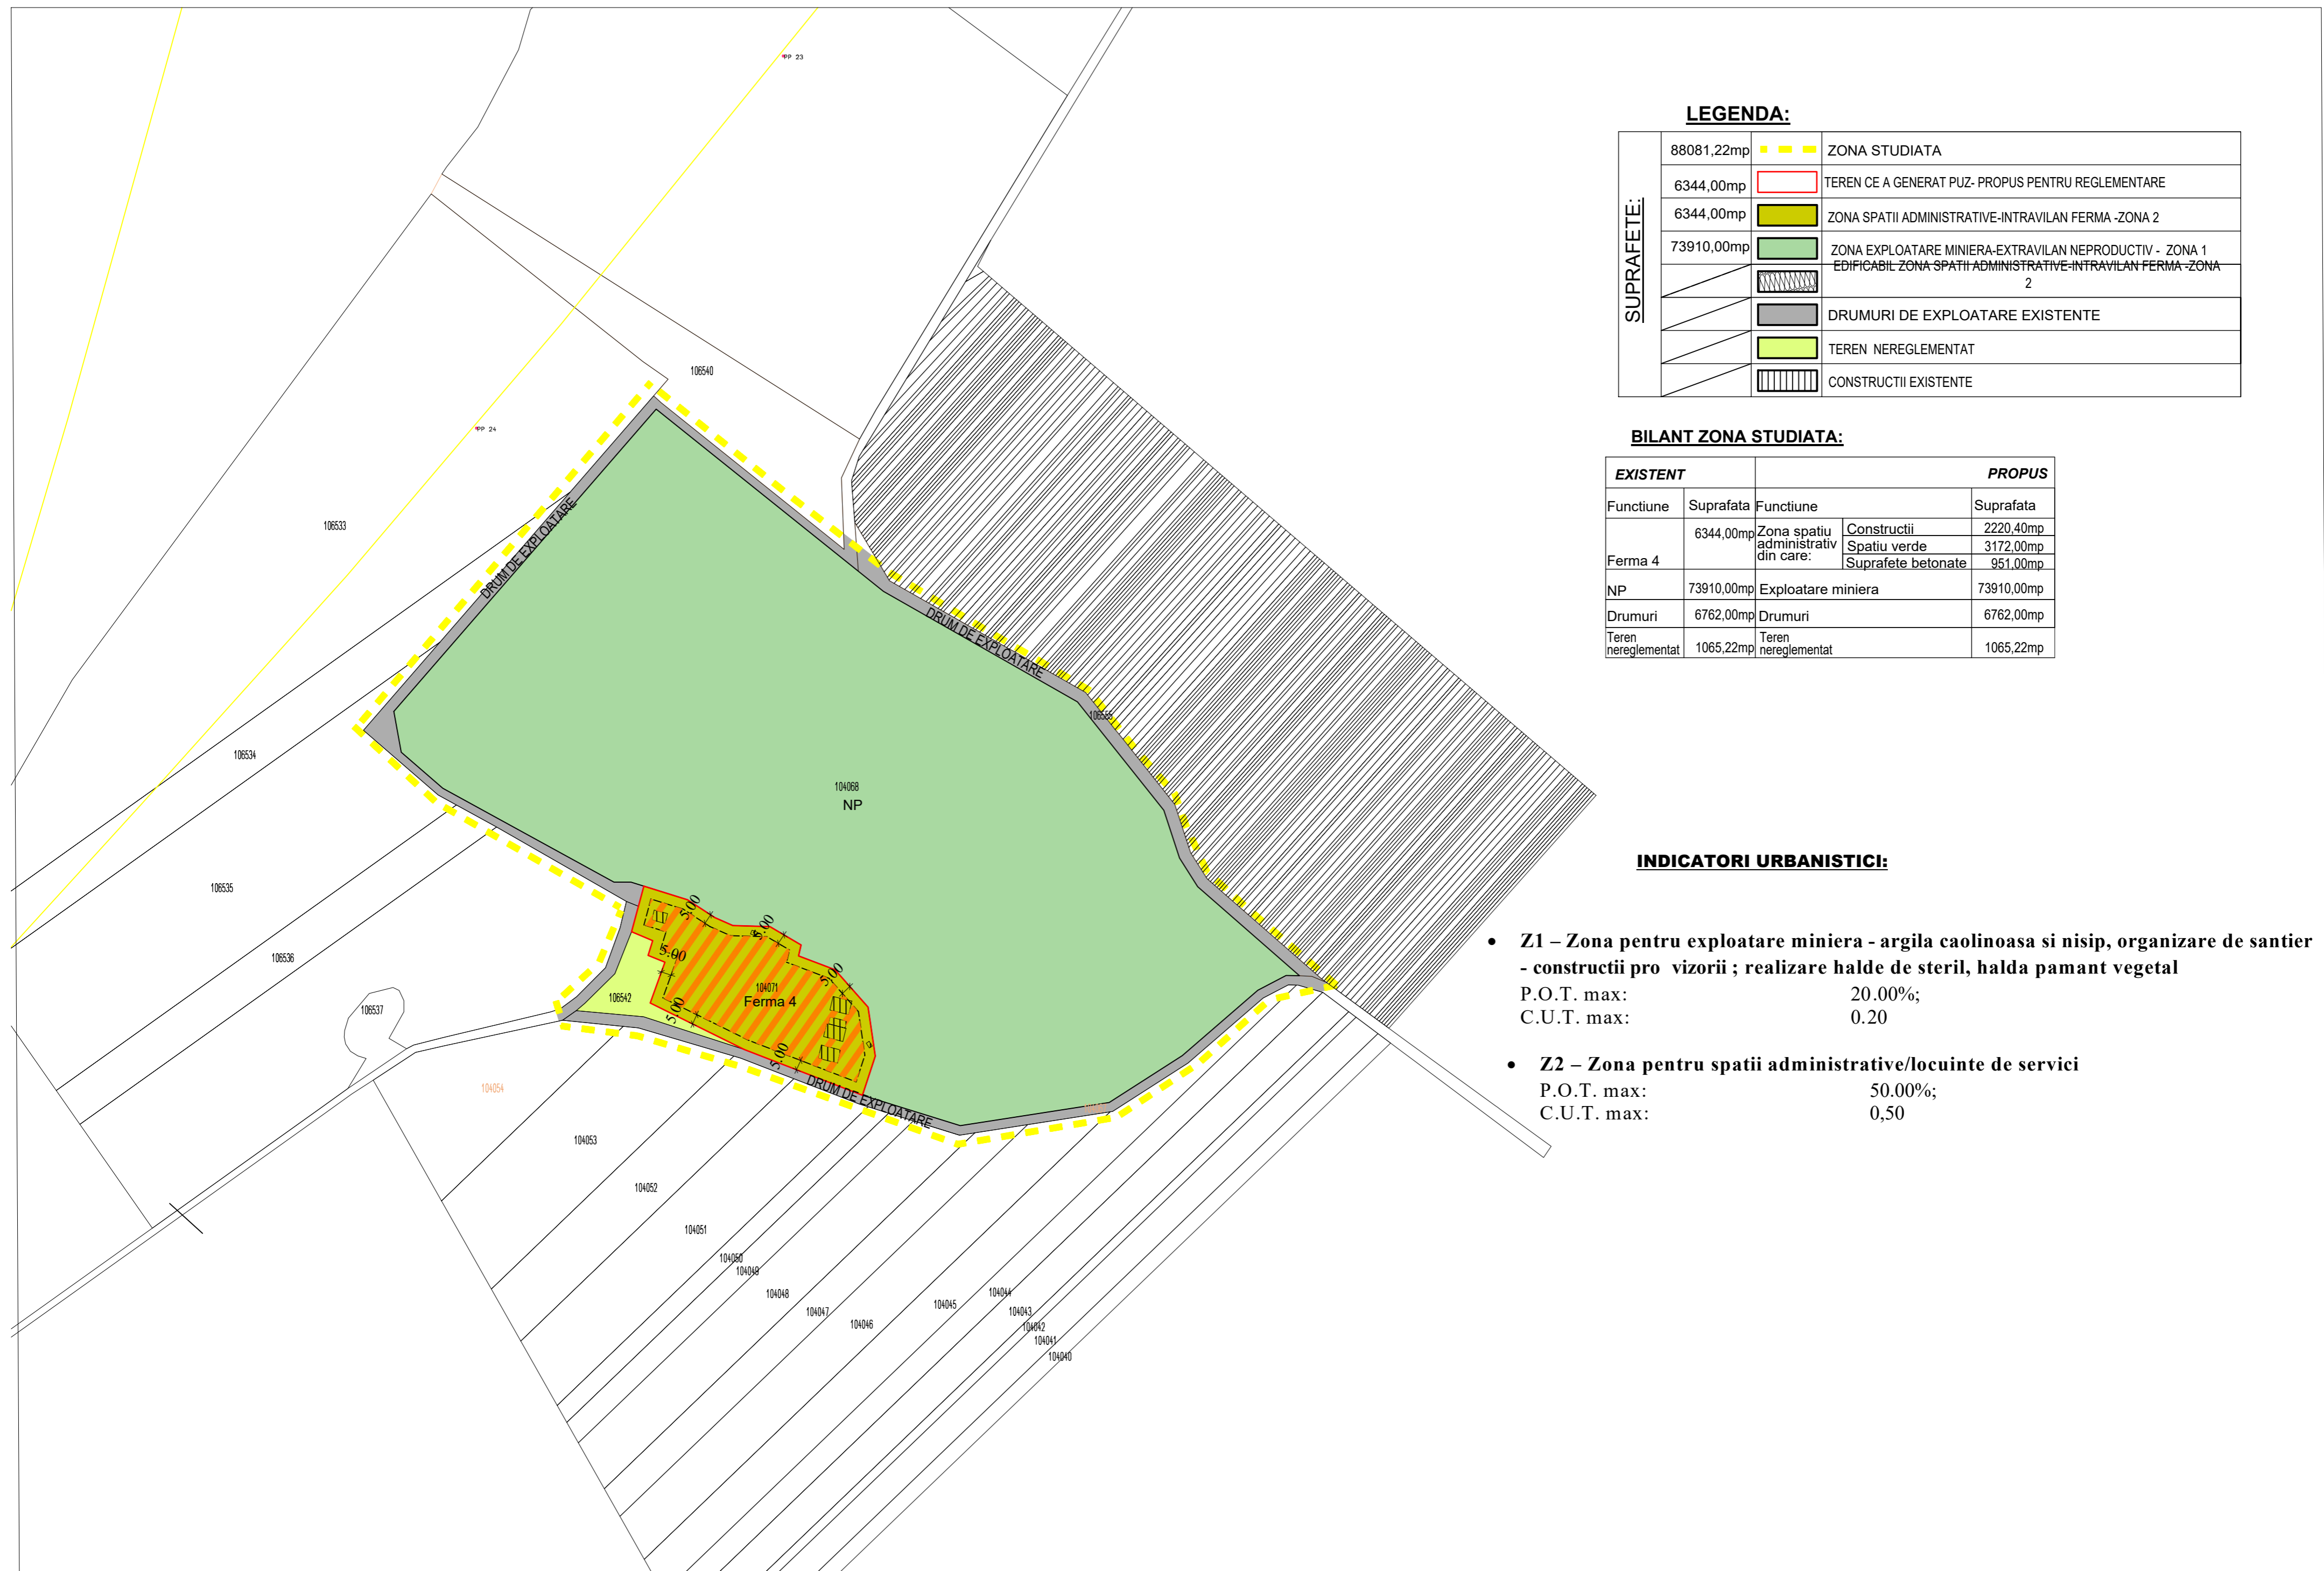 PP 23
LEGENDA:
SUPRAFETE:
88081,22mp ZONA STUDIATA
6344,00mp TEREN CE A GENERAT PUZ- PROPUS PENTRU REGLEMENTARE
6344,00mp ZONA SPATII ADMINISTRATIVE-INTRAVILAN FERMA -ZONA 2
73910,00mp ZONA EXPLOATARE MINIERA-EXTRAVILAN NEPRODUCTIV - ZONA 1
EDIFICABIL ZONA SPATII ADMINISTRATIVE-INTRAVILAN FERMA -ZONA
2
DRUMURI DE EXPLOATARE EXISTENTE
TEREN NEREGLEMENTAT
CONSTRUCTII EXISTENTE
BILANT ZONA STUDIATA:
EXISTENT PROPUS
Functiune Suprafata Functiune Suprafata
Ferma 4 6344,00mp
Zona spatiu
administrativ
din care:
Constructii 2220,40mp
Spatiu verde 3172,00mp
Suprafete betonate 951,00mp
NP 73910,00mp Exploatare miniera 73910,00mp
Drumuri 6762,00mp Drumuri 6762,00mp
Teren
nereglementat 1065,22mp
Teren
nereglementat 1065,22mp
INDICATORI URBANISTICI:
• Z1 – Zona pentru exploatare miniera - argila caolinoasa si nisip, organizare de santier
- constructii pro vizorii ; realizare halde de steril, halda pamant vegetal
P.O.T. max: 20.00%;
C.U.T. max: 0.20
• Z2 – Zona pentru spatii administrative/locuinte de servici
P.O.T. max: 50.00%;
C.U.T. max: 0,50
106540
PP 24
106533
DRUM DE EXPLOATARE
DRUM DE EXPLOATARE
106585
106534
104068
NP
106535
5.00
5.00
5.00
5.00
106536
104071
Ferma 4
106542
5.00
106537
5.00
DRUM DE EXPLOATARE
104054
104053
104052
104051
104050
104049
104048
104047
104046
104045
104044
104043
104042
104041
104040